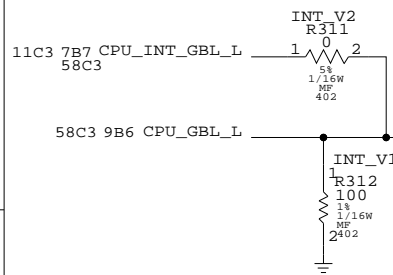 INT_V2
R311
11C3 7B7 CPU_INT_GBL_L 1 0 2
58C3
5%
1/16W
MF
402
58C3 9B6 CPU_GBL_L
INT_V1
1
R312
100
1%
1/16W
MF
2 402